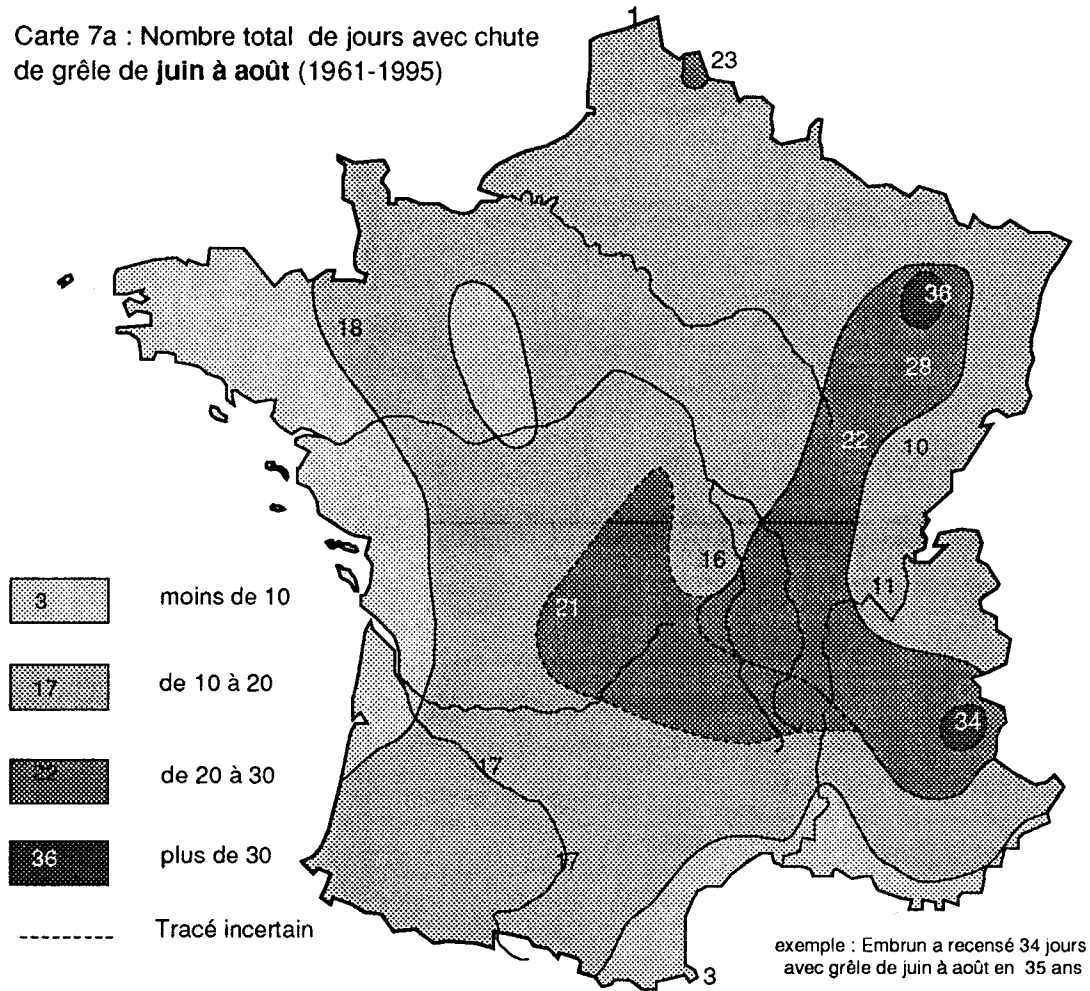 Carte 7a : Nombre total de jours avec chute
de grêle de juin à août (1961-1995)
1
23
36
18
28
22
10
16
11
21
34
17
17
3
3 moins de 10
17 de 10 à 20
22 de 20 à 30
36 plus de 30
Tracé incertain
exemple : Embrun a recensé 34 jours
avec grêle de juin à août en 35 ans